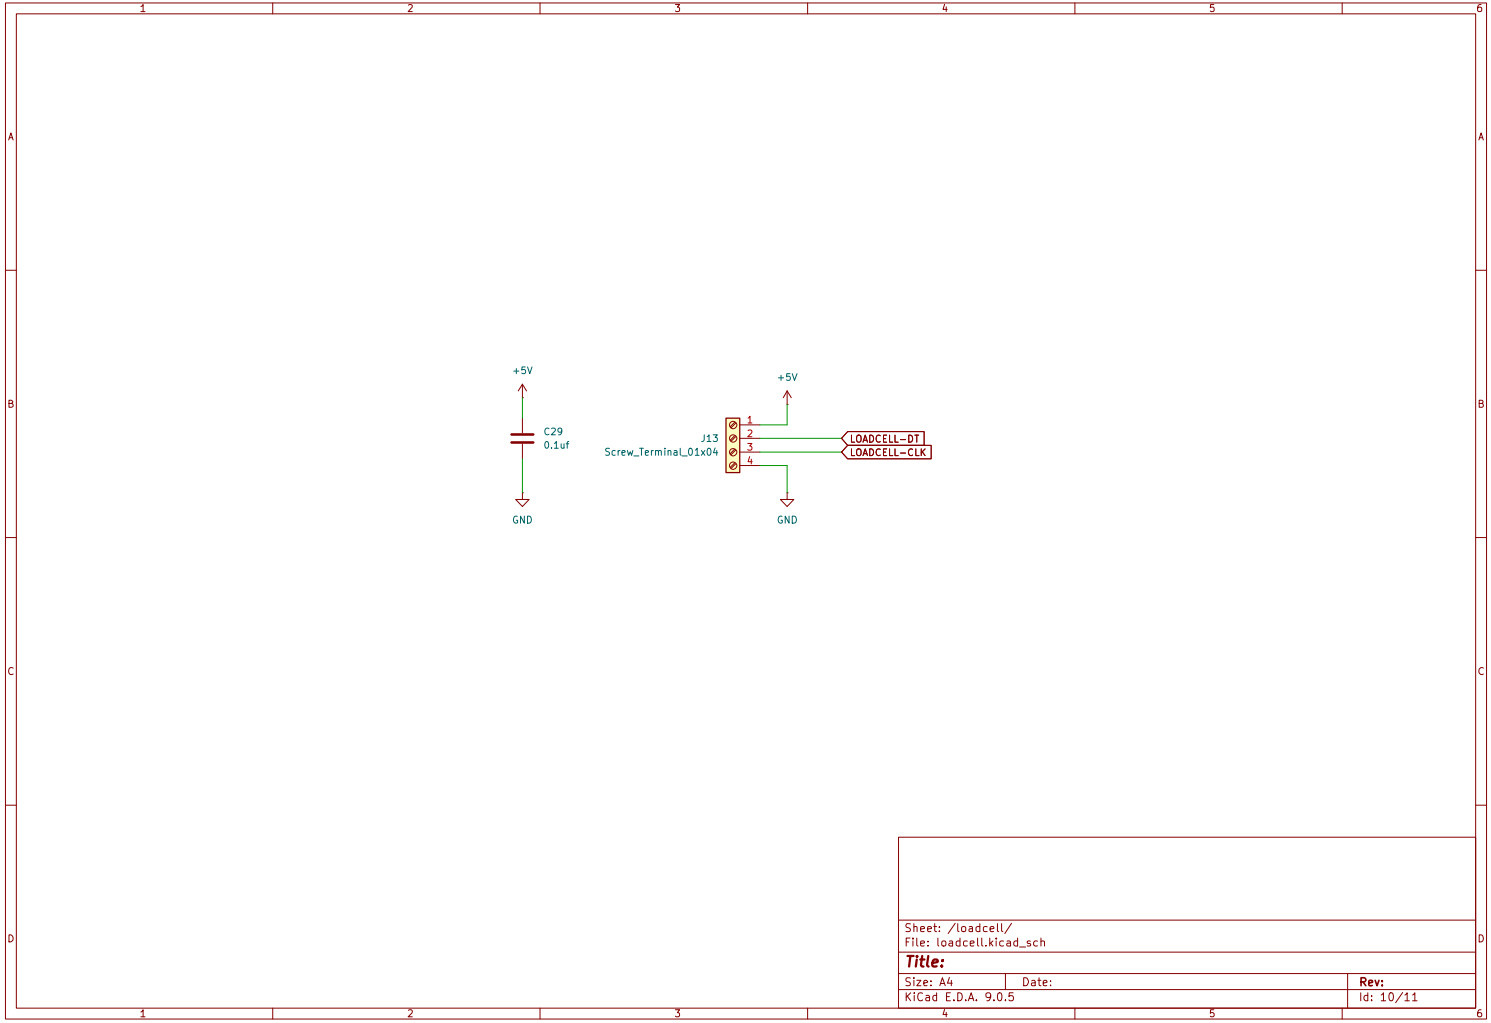 1 2 3 4 5 6
A A
+5V
+5V
B B
C29
0.1uf
J13
Screw_Terminal_01x04
1
2
3
4
LOADCELL-DT
LOADCELL-CLK
GND
GND
C C
Sheet: /loadcell/
File: loadcell.kicad_sch
D D
Title:
Size: A4 Date: Rev:
KiCad E.D.A. 9.0.5 Id: 10/11
1 2 3 4 5 6